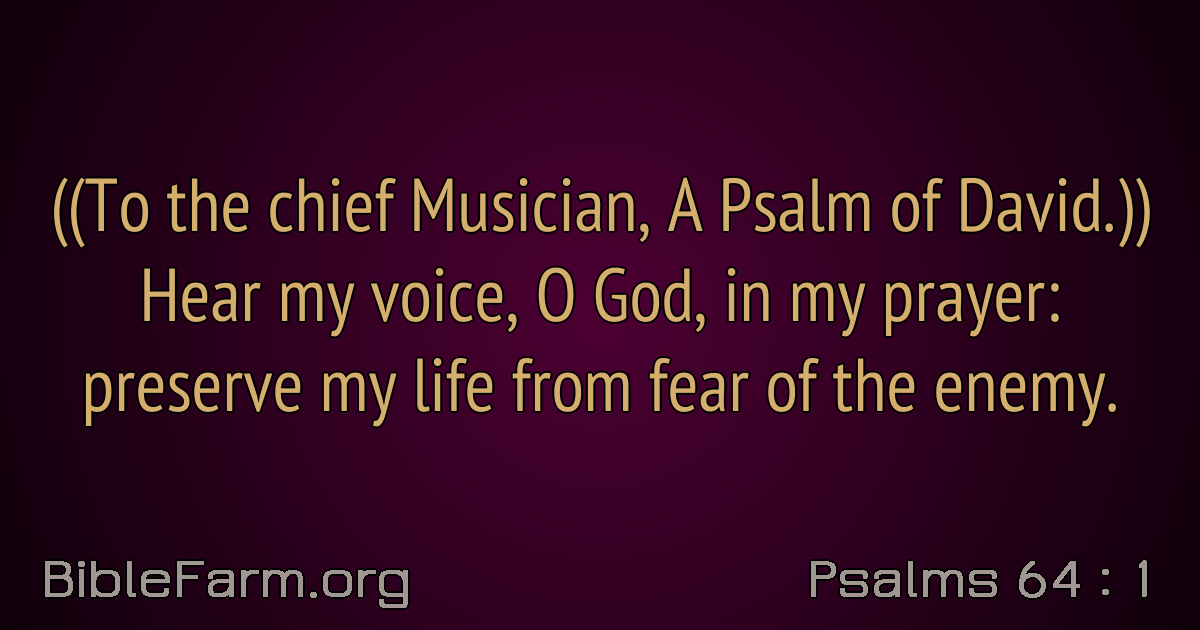 ((To the chief Musician, A Psalm of David.))
Hear my voice, O God, in my prayer:
preserve my life from fear of the enemy.
BibleFarm.org
Psalms 64 : 1